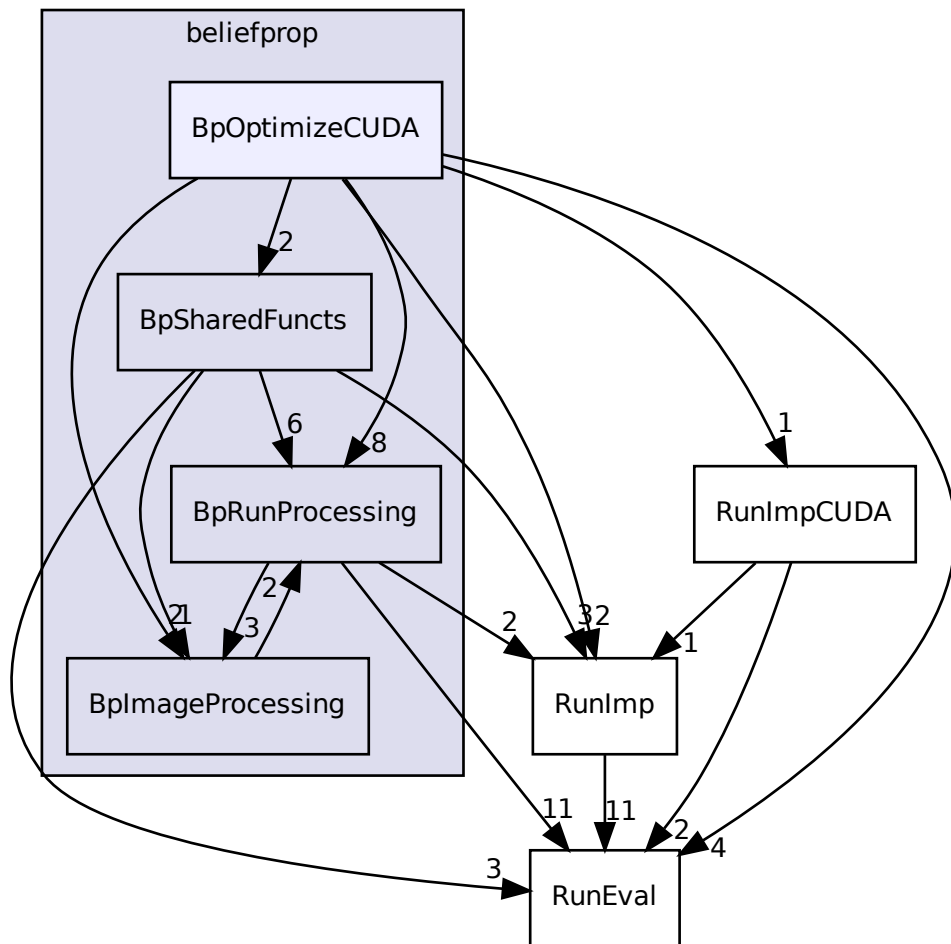 beliefprop
BpOptimizeCUDA
2
BpSharedFuncts
1
6
8
BpRunProcessing
RunImpCUDA
2
3
2
1
2
3
2
1
BpImageProcessing
RunImp
11
11
2
4
3
RunEval